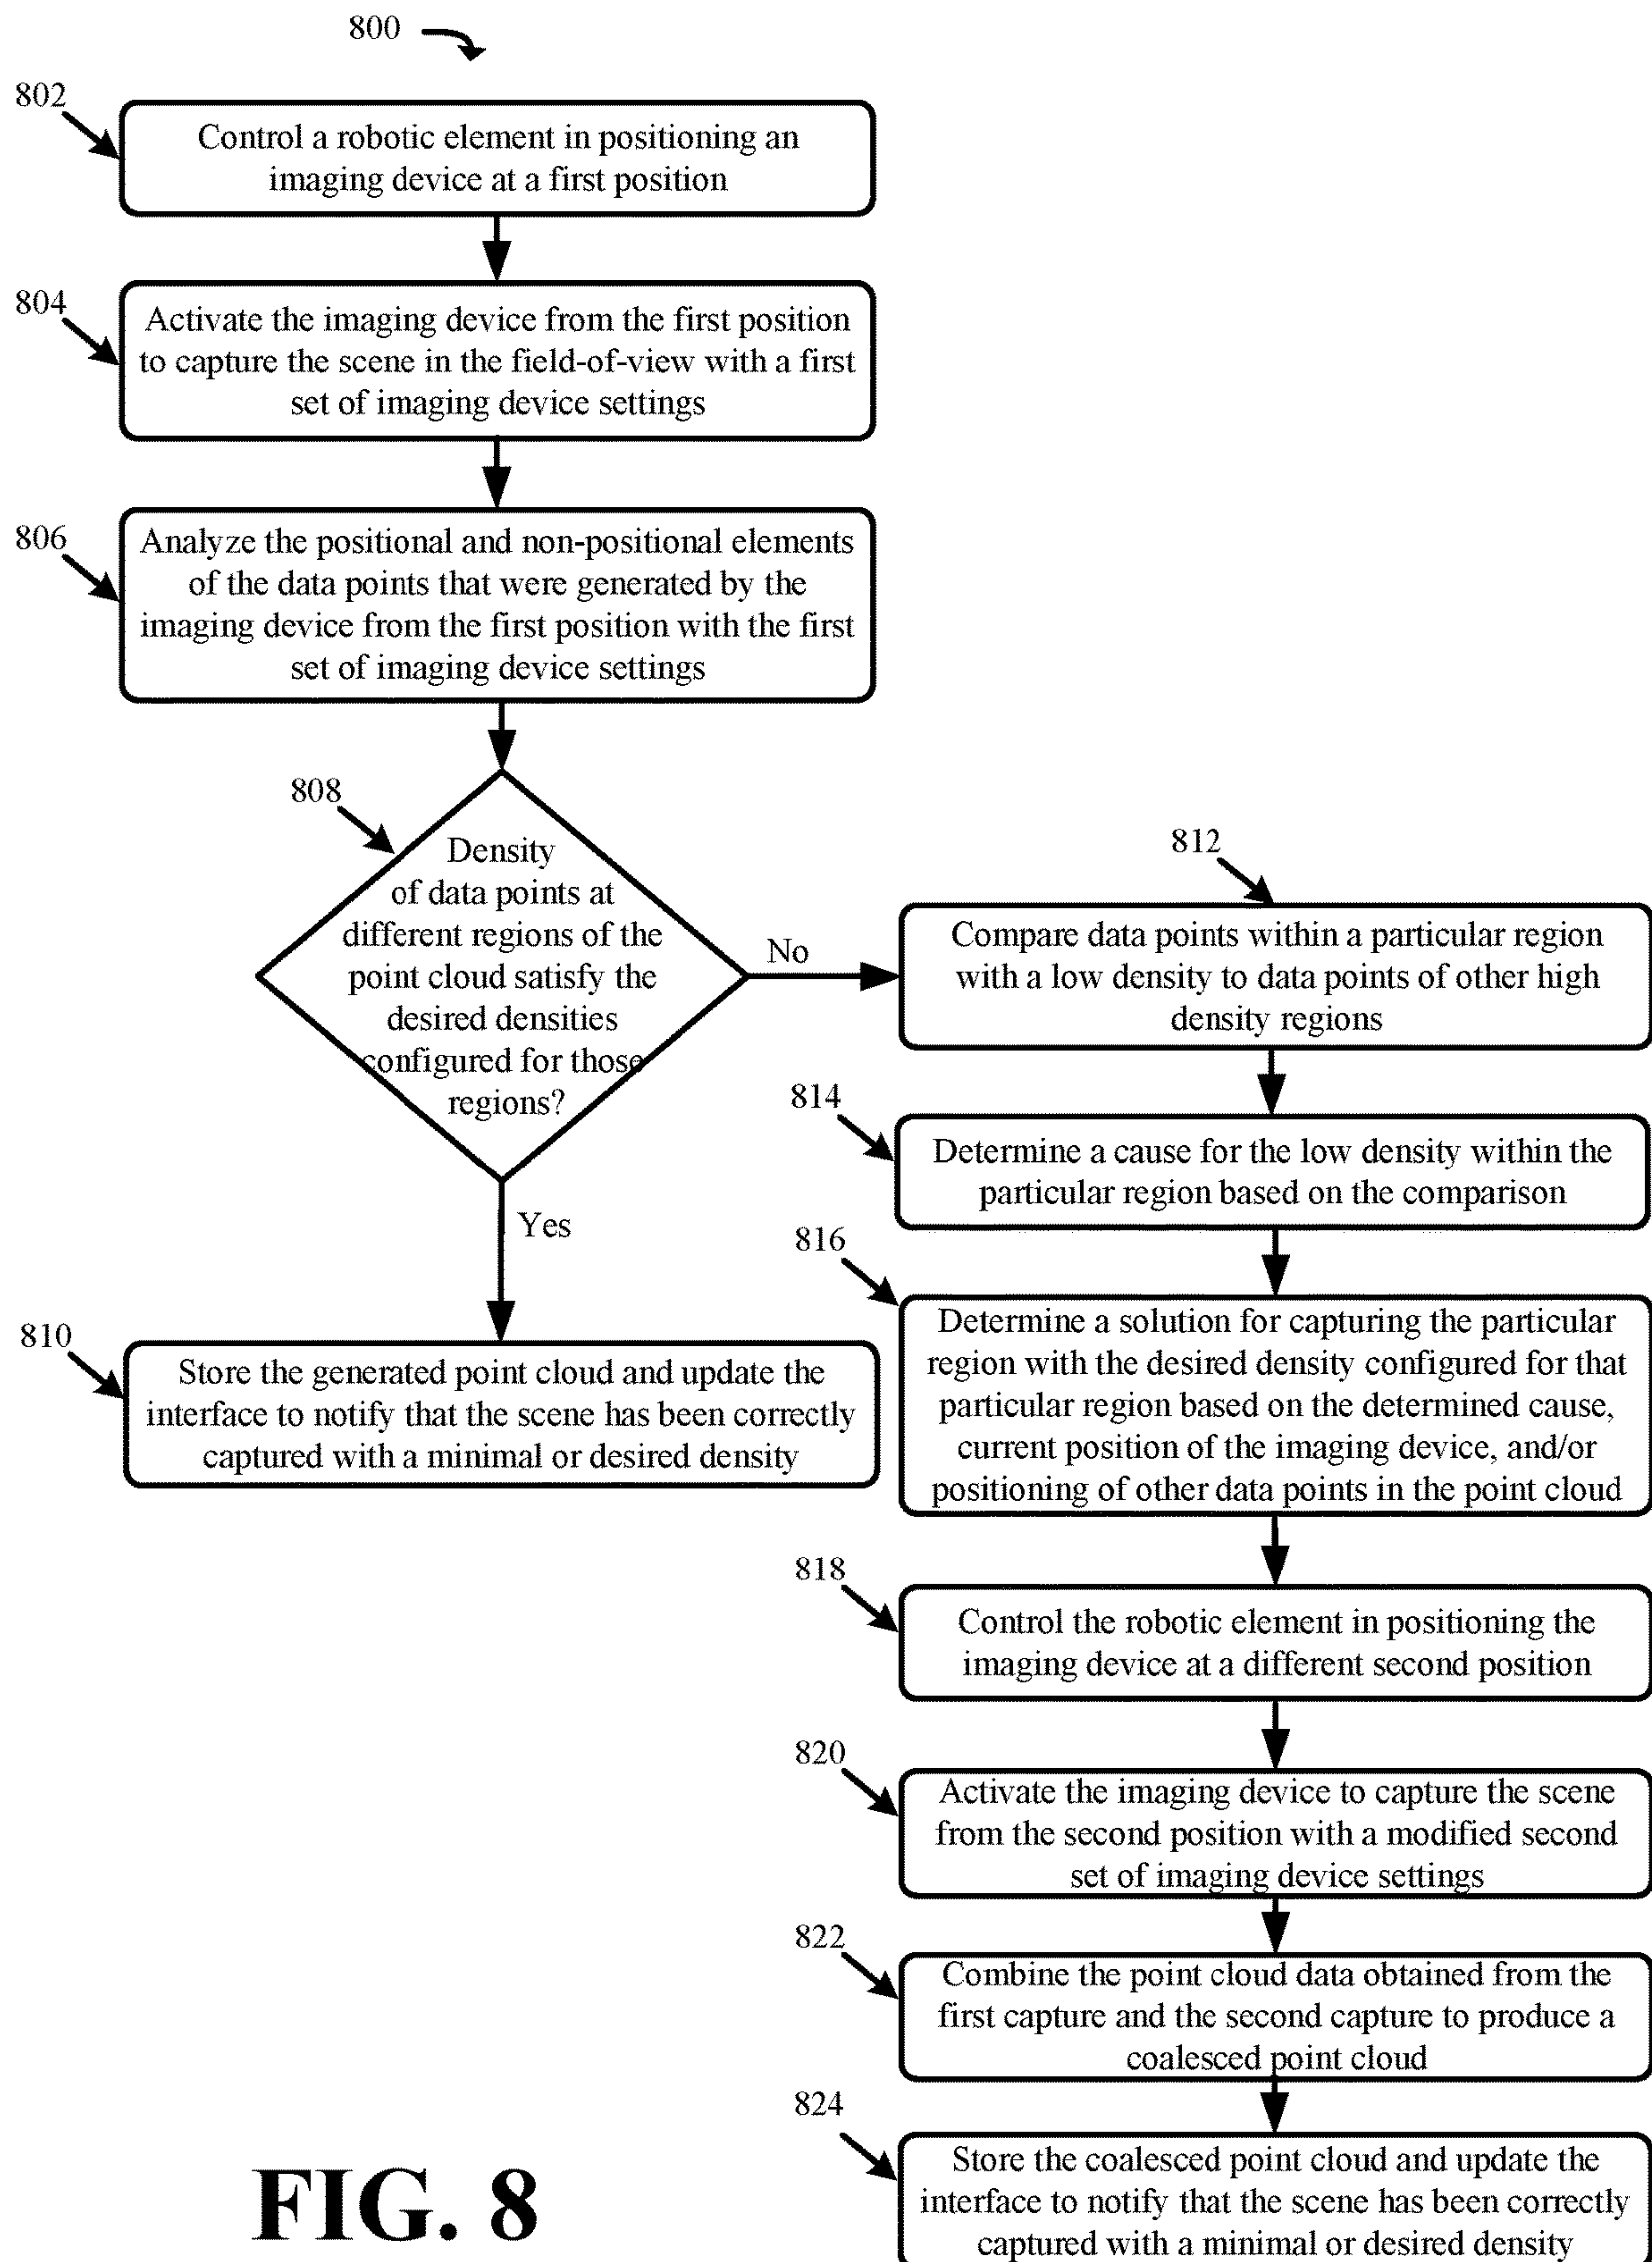 800
802
Control a robotic element in positioning an
imaging device at a first position
804
Activate the imaging device from the first position
to capture the scene in the field-of-view with a first
set of imaging device settings
806
Analyze the positional and non-positional elements
of the data points that were generated by the
imaging device from the first position with the first
set of imaging device settings
808
Density
of data points at
different regions of the
point cloud satisfy the
desired densities
configured for those
regions?
No
Yes
810
Store the generated point cloud and update the
interface to notify that the scene has been correctly
captured with a minimal or desired density
812
Compare data points within a particular region
with a low density to data points of other high
density regions
814
Determine a cause for the low density within the
particular region based on the comparison
816
Determine a solution for capturing the particular
region with the desired density configured for that
particular region based on the determined cause,
current position of the imaging device, and/or
positioning of other data points in the point cloud
818
Control the robotic element in positioning the
imaging device at a different second position
820
Activate the imaging device to capture the scene
from the second position with a modified second
set of imaging device settings
822
Combine the point cloud data obtained from the
first capture and the second capture to produce a
coalesced point cloud
824
Store the coalesced point cloud and update the
interface to notify that the scene has been correctly
captured with a minimal or desired density
FIG. 8